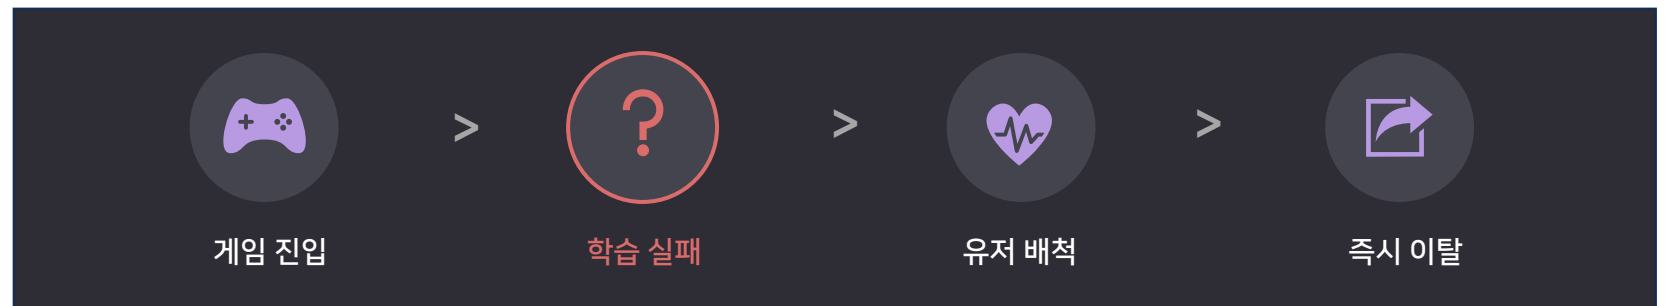 게임 진입 > 학습 실패 > 유저 배척 > 즉시 이탈